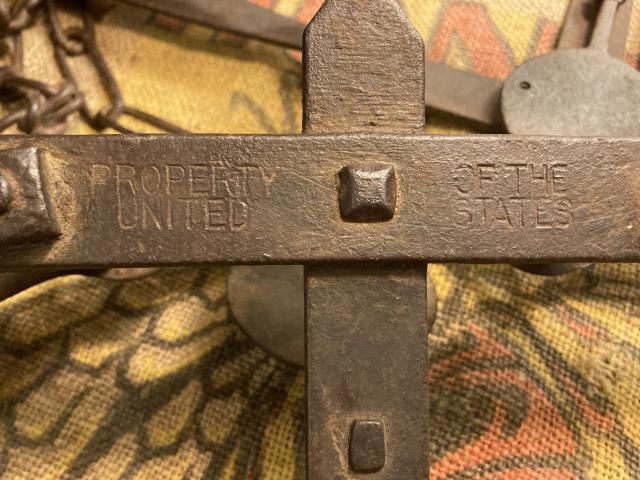 PROPERTY OF THE
UNITED STATES